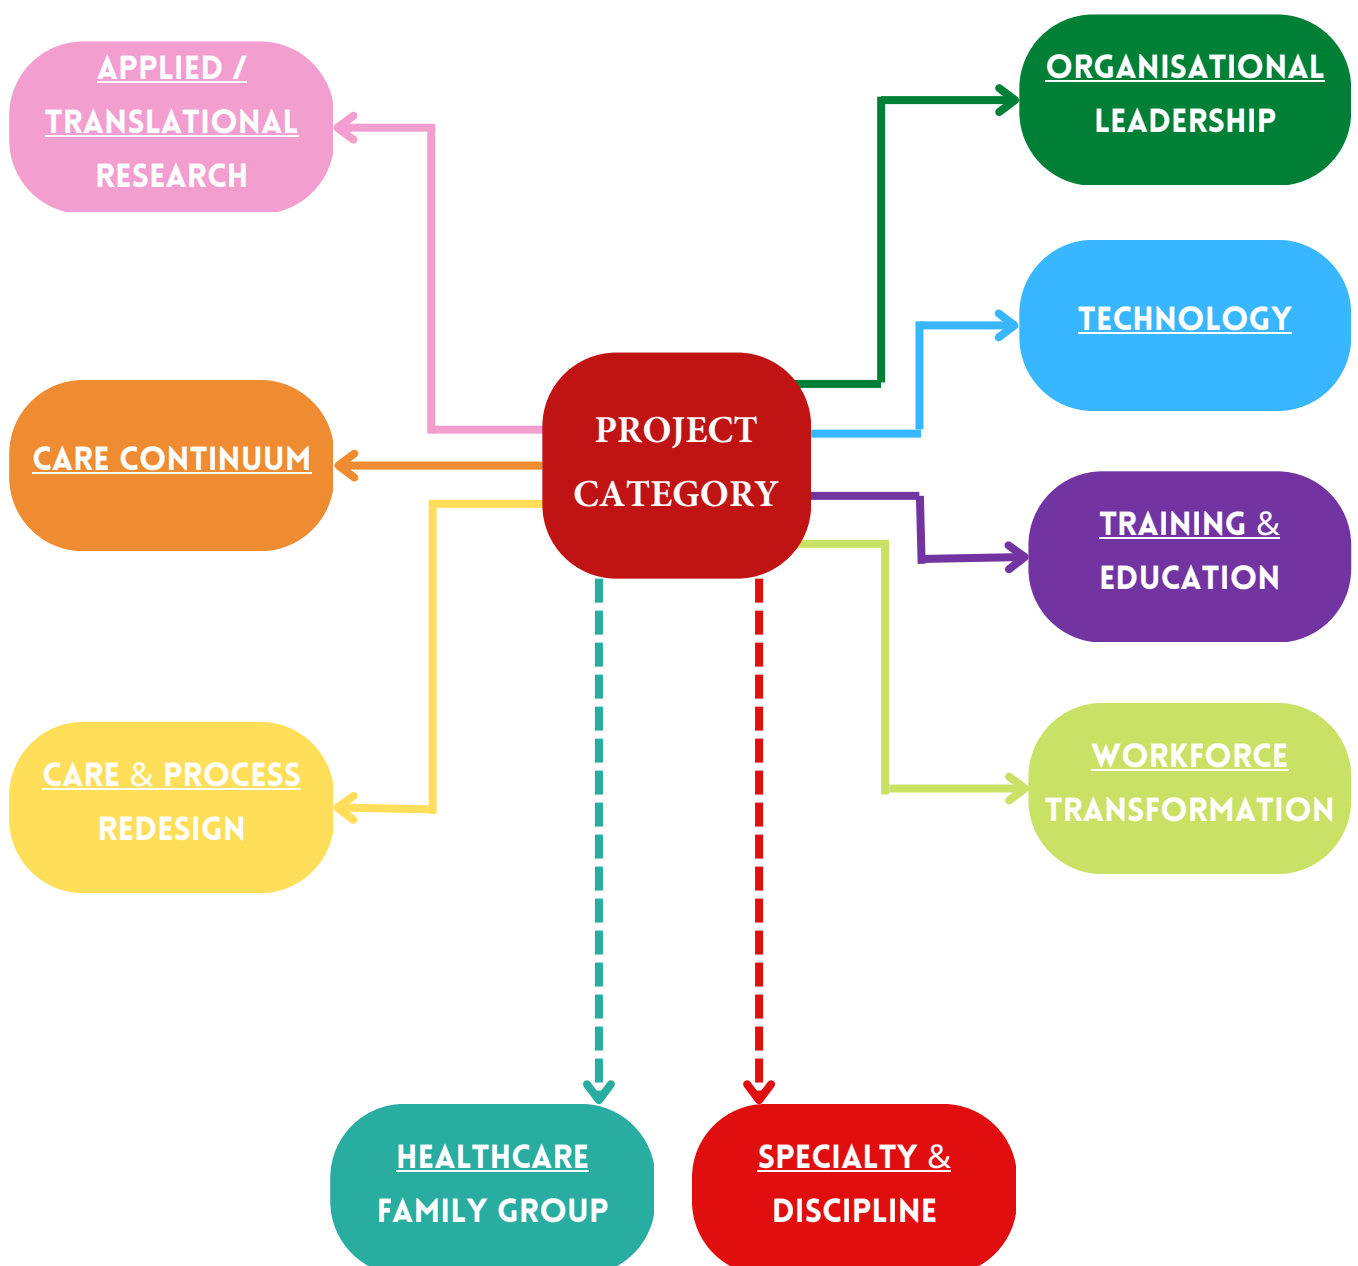 APPLIED /
TRANSLATIONAL
RESEARCH
ORGANISATIONAL
LEADERSHIP
TECHNOLOGY
PROJECT
CATEGORY
CARE CONTINUUM
TRAINING &
EDUCATION
CARE & PROCESS
REDESIGN
WORKFORCE
TRANSFORMATION
HEALTHCARE
FAMILY GROUP
SPECIALTY &
DISCIPLINE